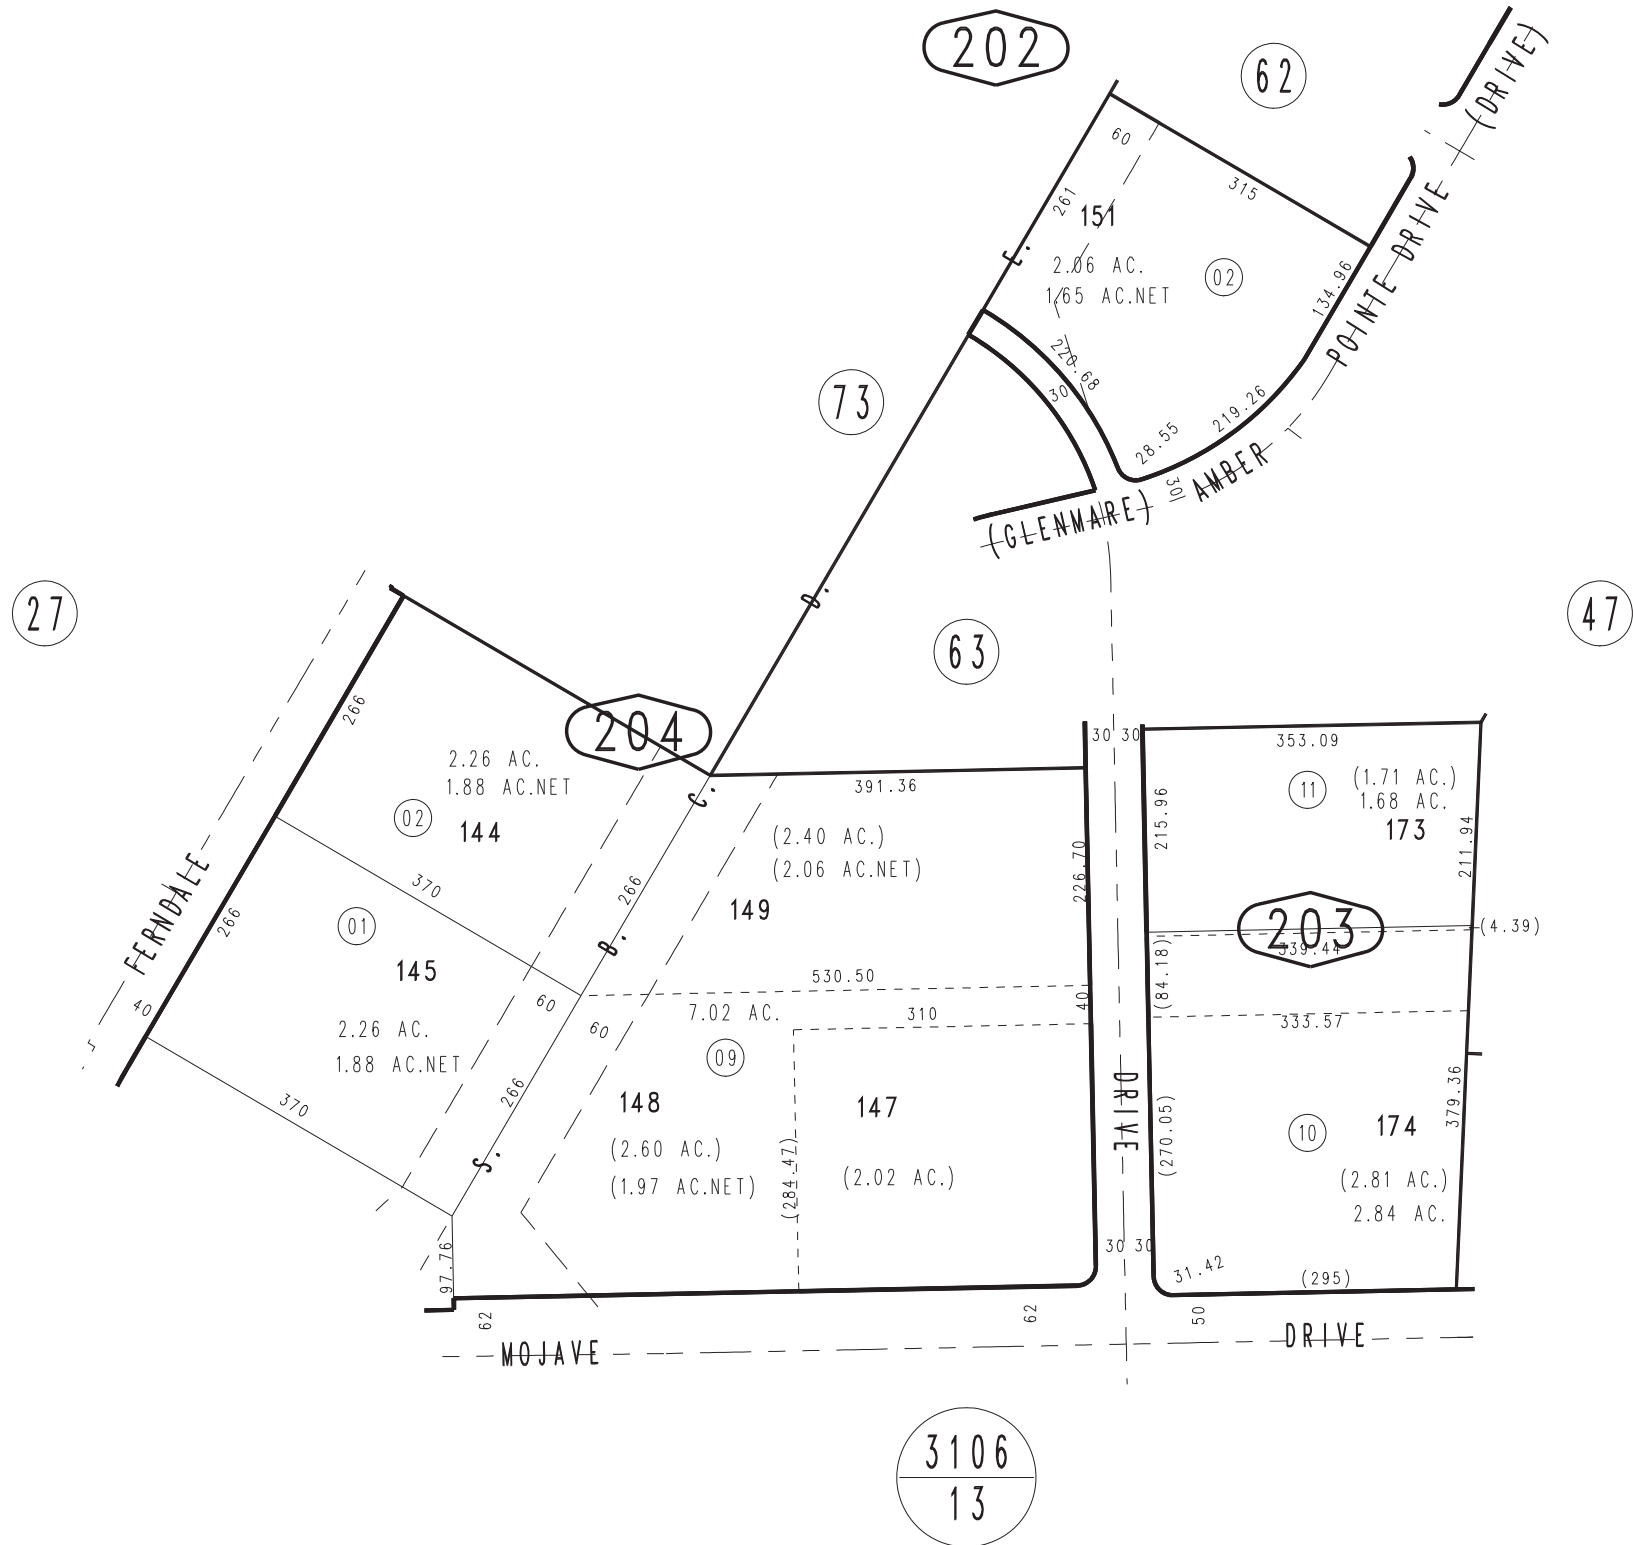 202
62
(DRIVE)
60
315
261
151
E.
2.06 AC.
02
1.65 AC.NET
134.96
POINTE DRIVE
220.68
30
73
219.26
28.55
30
AMBER
(GLENMARE)
D.
27
47
63
266
204
2.26 AC.
1.88 AC.NET
02
144
C.
391.36
30 30
353.09
11
(1.71 AC.)
1.68 AC.
173
215.96
211.94
(2.40 AC.)
(2.06 AC.NET)
226.70
149
370
266
FERNDALE
266
01
B.
203
(4.39)
339.44
145
530.50
(84.18)
40
60
60
7.02 AC.
310
40
333.57
2.26 AC.
1.88 AC.NET
09
266
370
148
147
DRIVE
(270.05)
379.36
10
174
S.
(2.60 AC.)
(1.97 AC.NET)
(284.47)
(2.02 AC.)
(2.81 AC.)
2.84 AC.
97.76
30 30
31.42
(295)
62
62
50
MOJAVE
DRIVE
3106
13